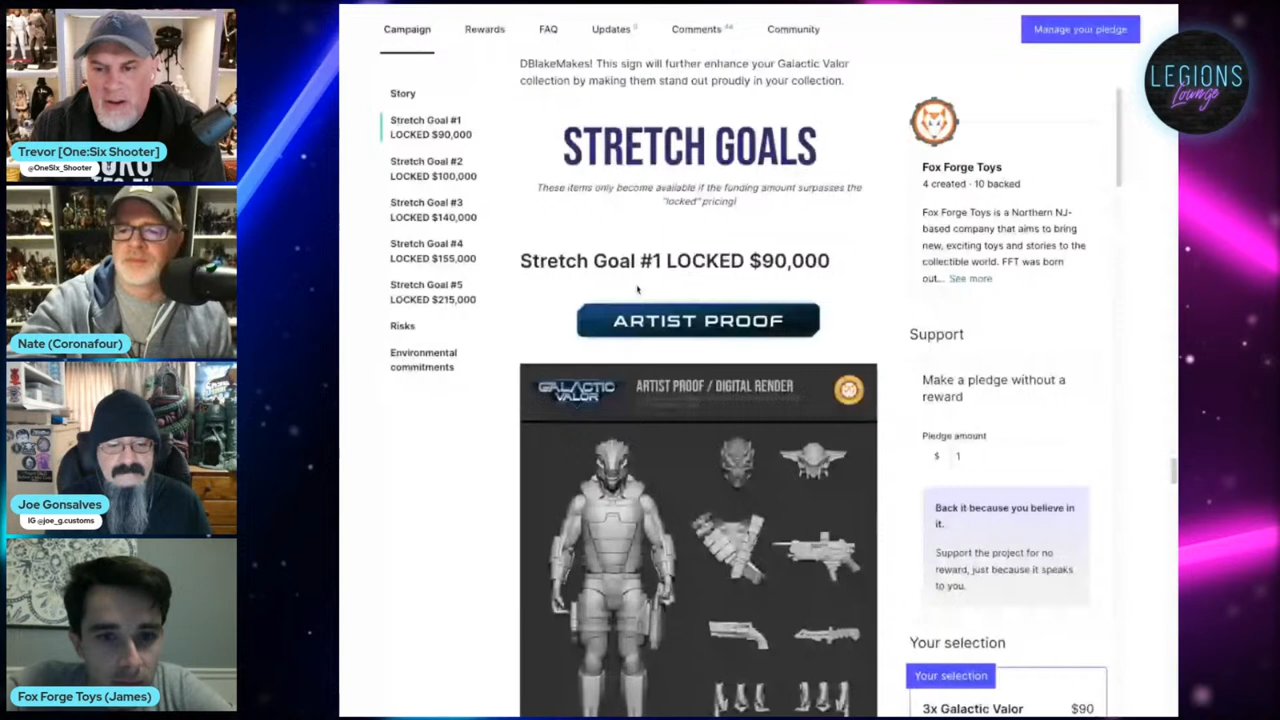 Trevor [One:Six Shooter]
@OneSix_Shooter
Nate (Coronafour)
Joe Gonsalves
IG @joe_g.customs
Fox Forge Toys (James)
Campaign
Rewards
FAQ
Updates
Comments
Community
Manage your pledge
LEGIONS
Lounge
Story
Stretch Goal #1
LOCKED $90,000
Stretch Goal #2
LOCKED $100,000
Stretch Goal #3
LOCKED $140,000
Stretch Goal #4
LOCKED $155,000
Stretch Goal #5
LOCKED $215,000
Risks
Environmental
commitments
DBlakeMakes! This sign will further enhance your Galactic Valor
collection by making them stand out proudly in your collection.
STRETCH GOALS
These items only become available if the funding amount surpasses the
"locked" pricing!
Stretch Goal #1 LOCKED $90,000
ARTIST PROOF
GALACTIC
VALOR
ARTIST PROOF / DIGITAL RENDER
Fox Forge Toys
4 created · 10 backed
Fox Forge Toys is a Northern NJ-
based company that aims to bring
new, exciting toys and stories to the
collectible world. FFT was born
out... See more
Support
Make a pledge without a
reward
Pledge amount
$ 1
Back it because you believe in
it.
Support the project for no
reward, just because it speaks
to you.
Your selection
Your selection
3x Galactic Valor
$90